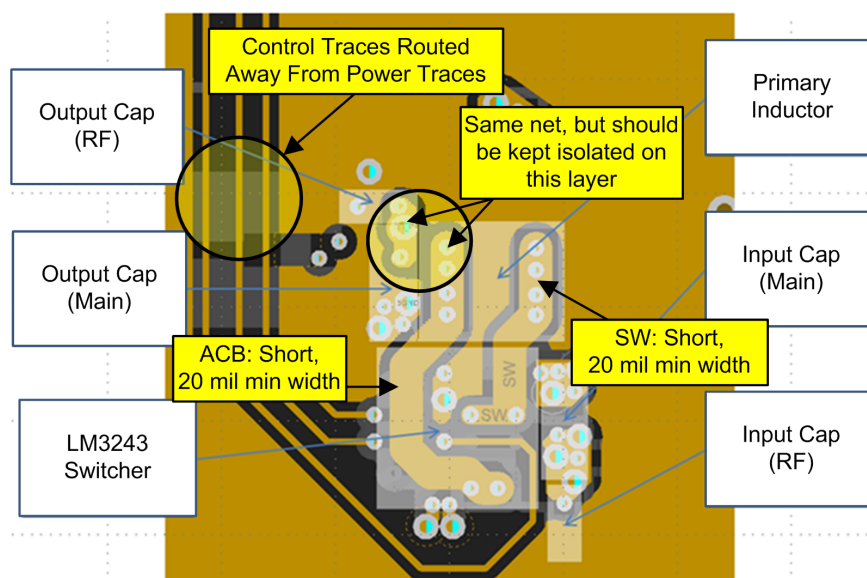 Control Traces Routed
Away From Power Traces
Output Cap
(RF)
Primary
Inductor
Same net, but should
be kept isolated on
this layer
Output Cap
(Main)
Input Cap
(Main)
ACB: Short,
20 mil min width
SW: Short,
20 mil min width
SW
SW
LM3243
Switcher
Input Cap
(RF)